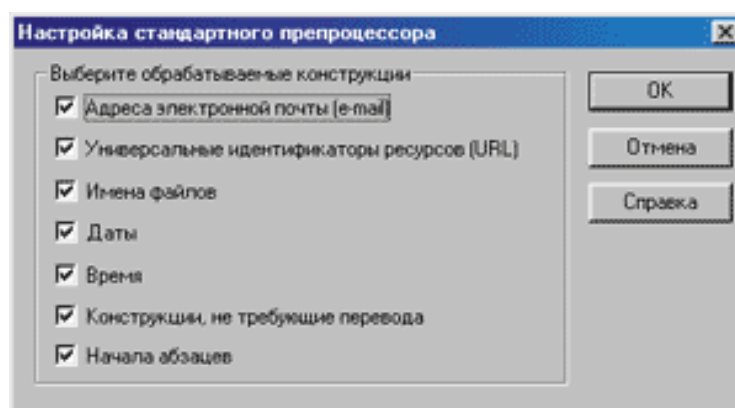 Настройка стандартного препроцессора
Выберите обрабатываемые конструкции
Адреса электронной почты (e-mail)
Универсальные идентификаторы ресурсов (URL)
Имена файлов
Даты
Время
Конструкции, не требующие перевода
Начала абзацев
OK
Отмена
Справка